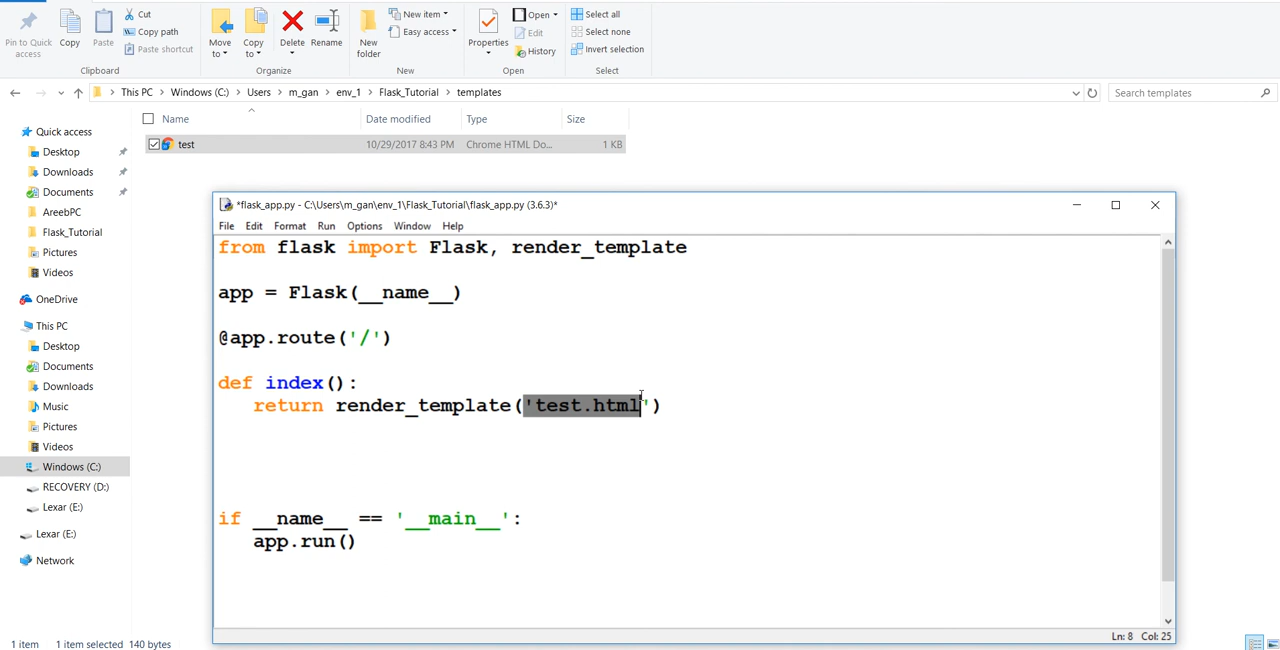 Pin to Quick access
Copy
Paste
Cut
Copy path
Paste shortcut
Clipboard
Move to
Copy to
Delete
Rename
Organize
New folder
New item
Easy access
New
Properties
Open
Edit
History
Open
Select all
Select none
Invert selection
Select
This PC > Windows (C:) > Users > m_gan > env_1 > Flask_Tutorial > templates
Search templates
Name
Date modified
Type
Size
test
10/29/2017 8:43 PM
Chrome HTML Do...
1 KB
Quick access
Desktop
Downloads
Documents
AreebPC
Flask_Tutorial
Pictures
Videos
OneDrive
This PC
Desktop
Documents
Downloads
Music
Pictures
Videos
Windows (C:)
RECOVERY (D:)
Lexar (E:)
Lexar (E:)
Network
1 item 1 item selected 140 bytes
*flask_app.py - C:\Users\m_gan\env_1\Flask_Tutorial\flask_app.py (3.6.3)*
File Edit Format Run Options Window Help
from flask import Flask, render_template
app = Flask(__name__)
@app.route('/')
def index():
return render_template('test.html')
if __name__ == '__main__':
app.run()
Ln: 8 Col: 25